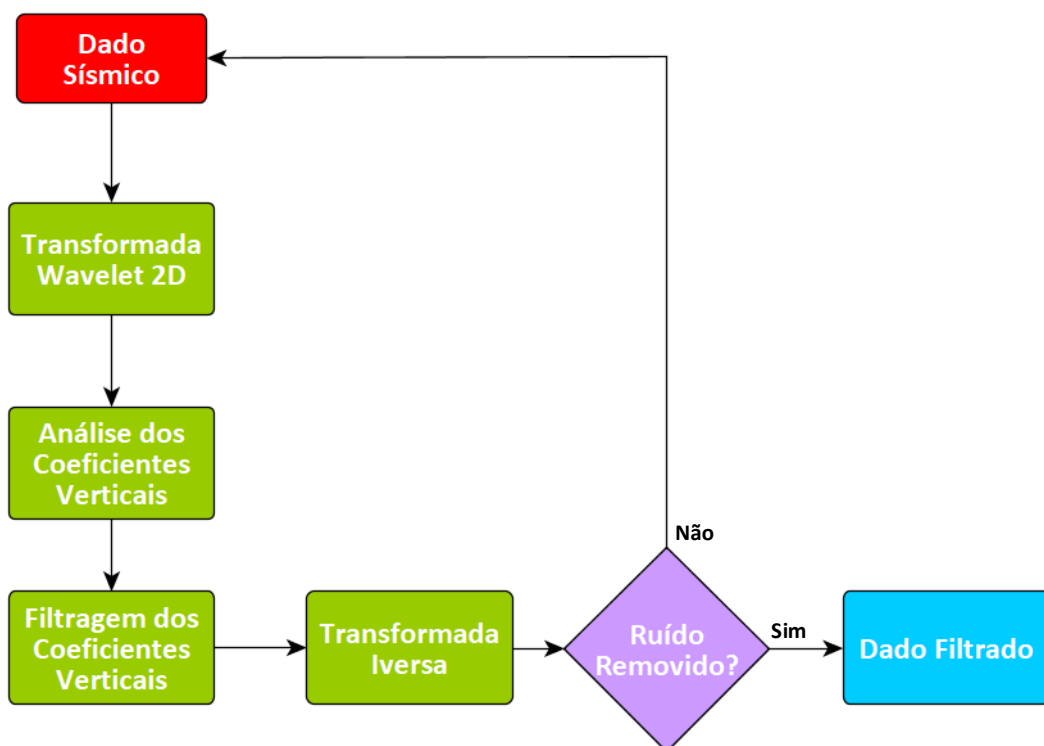 Dado
Sísmico
Transformada
Wavelet 2D
Análise dos
Coeficientes
Verticais
Filtragem dos
Coeficientes
Verticais
Transformada
Iversa
Ruído
Removido?
Não
Sim
Dado Filtrado